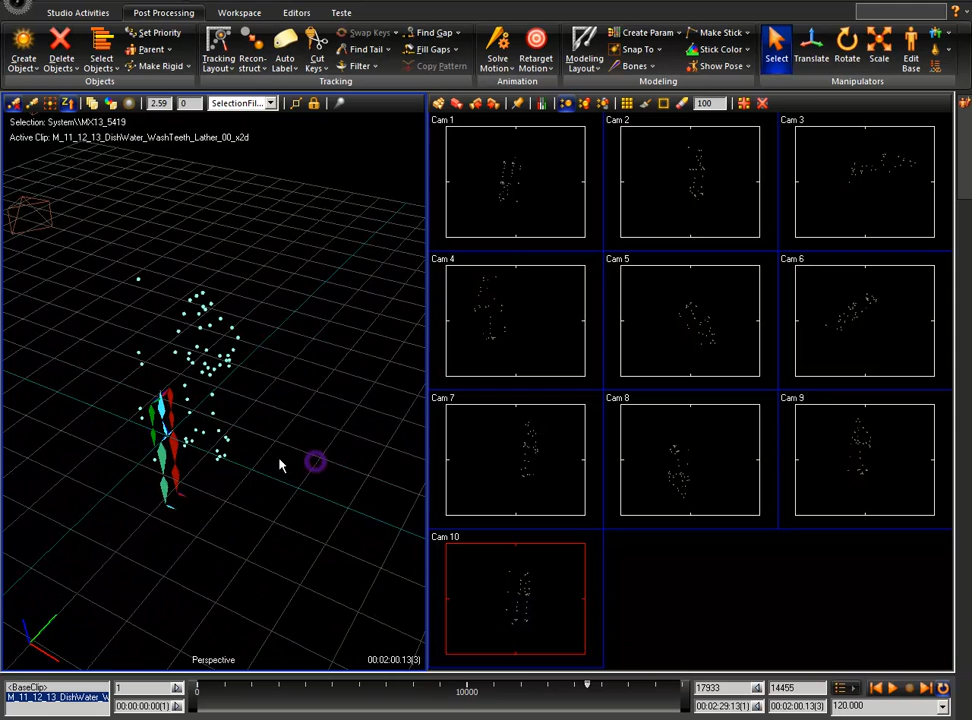 Studio Activities Post Processing Workspace Editors Teste
Create Object Delete Objects Select Objects Set Priority Parent Make Rigid
Objects
Tracking Layout Recon- struct Auto Label Cut Keys Swap Keys Find Tail Filter Find Gap Fill Gaps Copy Pattern
Tracking
Solve Motion Retarget Motion
Animation
Modeling Layout Create Param Snap To Bones Make Stick Stick Color Show Pose
Modeling
Select Translate Rotate Scale Edit Base
Manipulators
2.59 0 SelectionFil... 100
Selection: System\\MX13_5419
Active Clip: M_11_12_13_DishWater_WashTeeth_Lather_00_x2d
Cam 1 Cam 2 Cam 3
Cam 4 Cam 5 Cam 6
Cam 7 Cam 8 Cam 9
Cam 10
Perspective 00:02:00.13(3)
<BaseClip> 1 0 10000 17933 14455
M_11_12_13_DishWater_W 00:00:00:00(1) 00:02:29:13(1) 00:02:00.13(3) 120.000